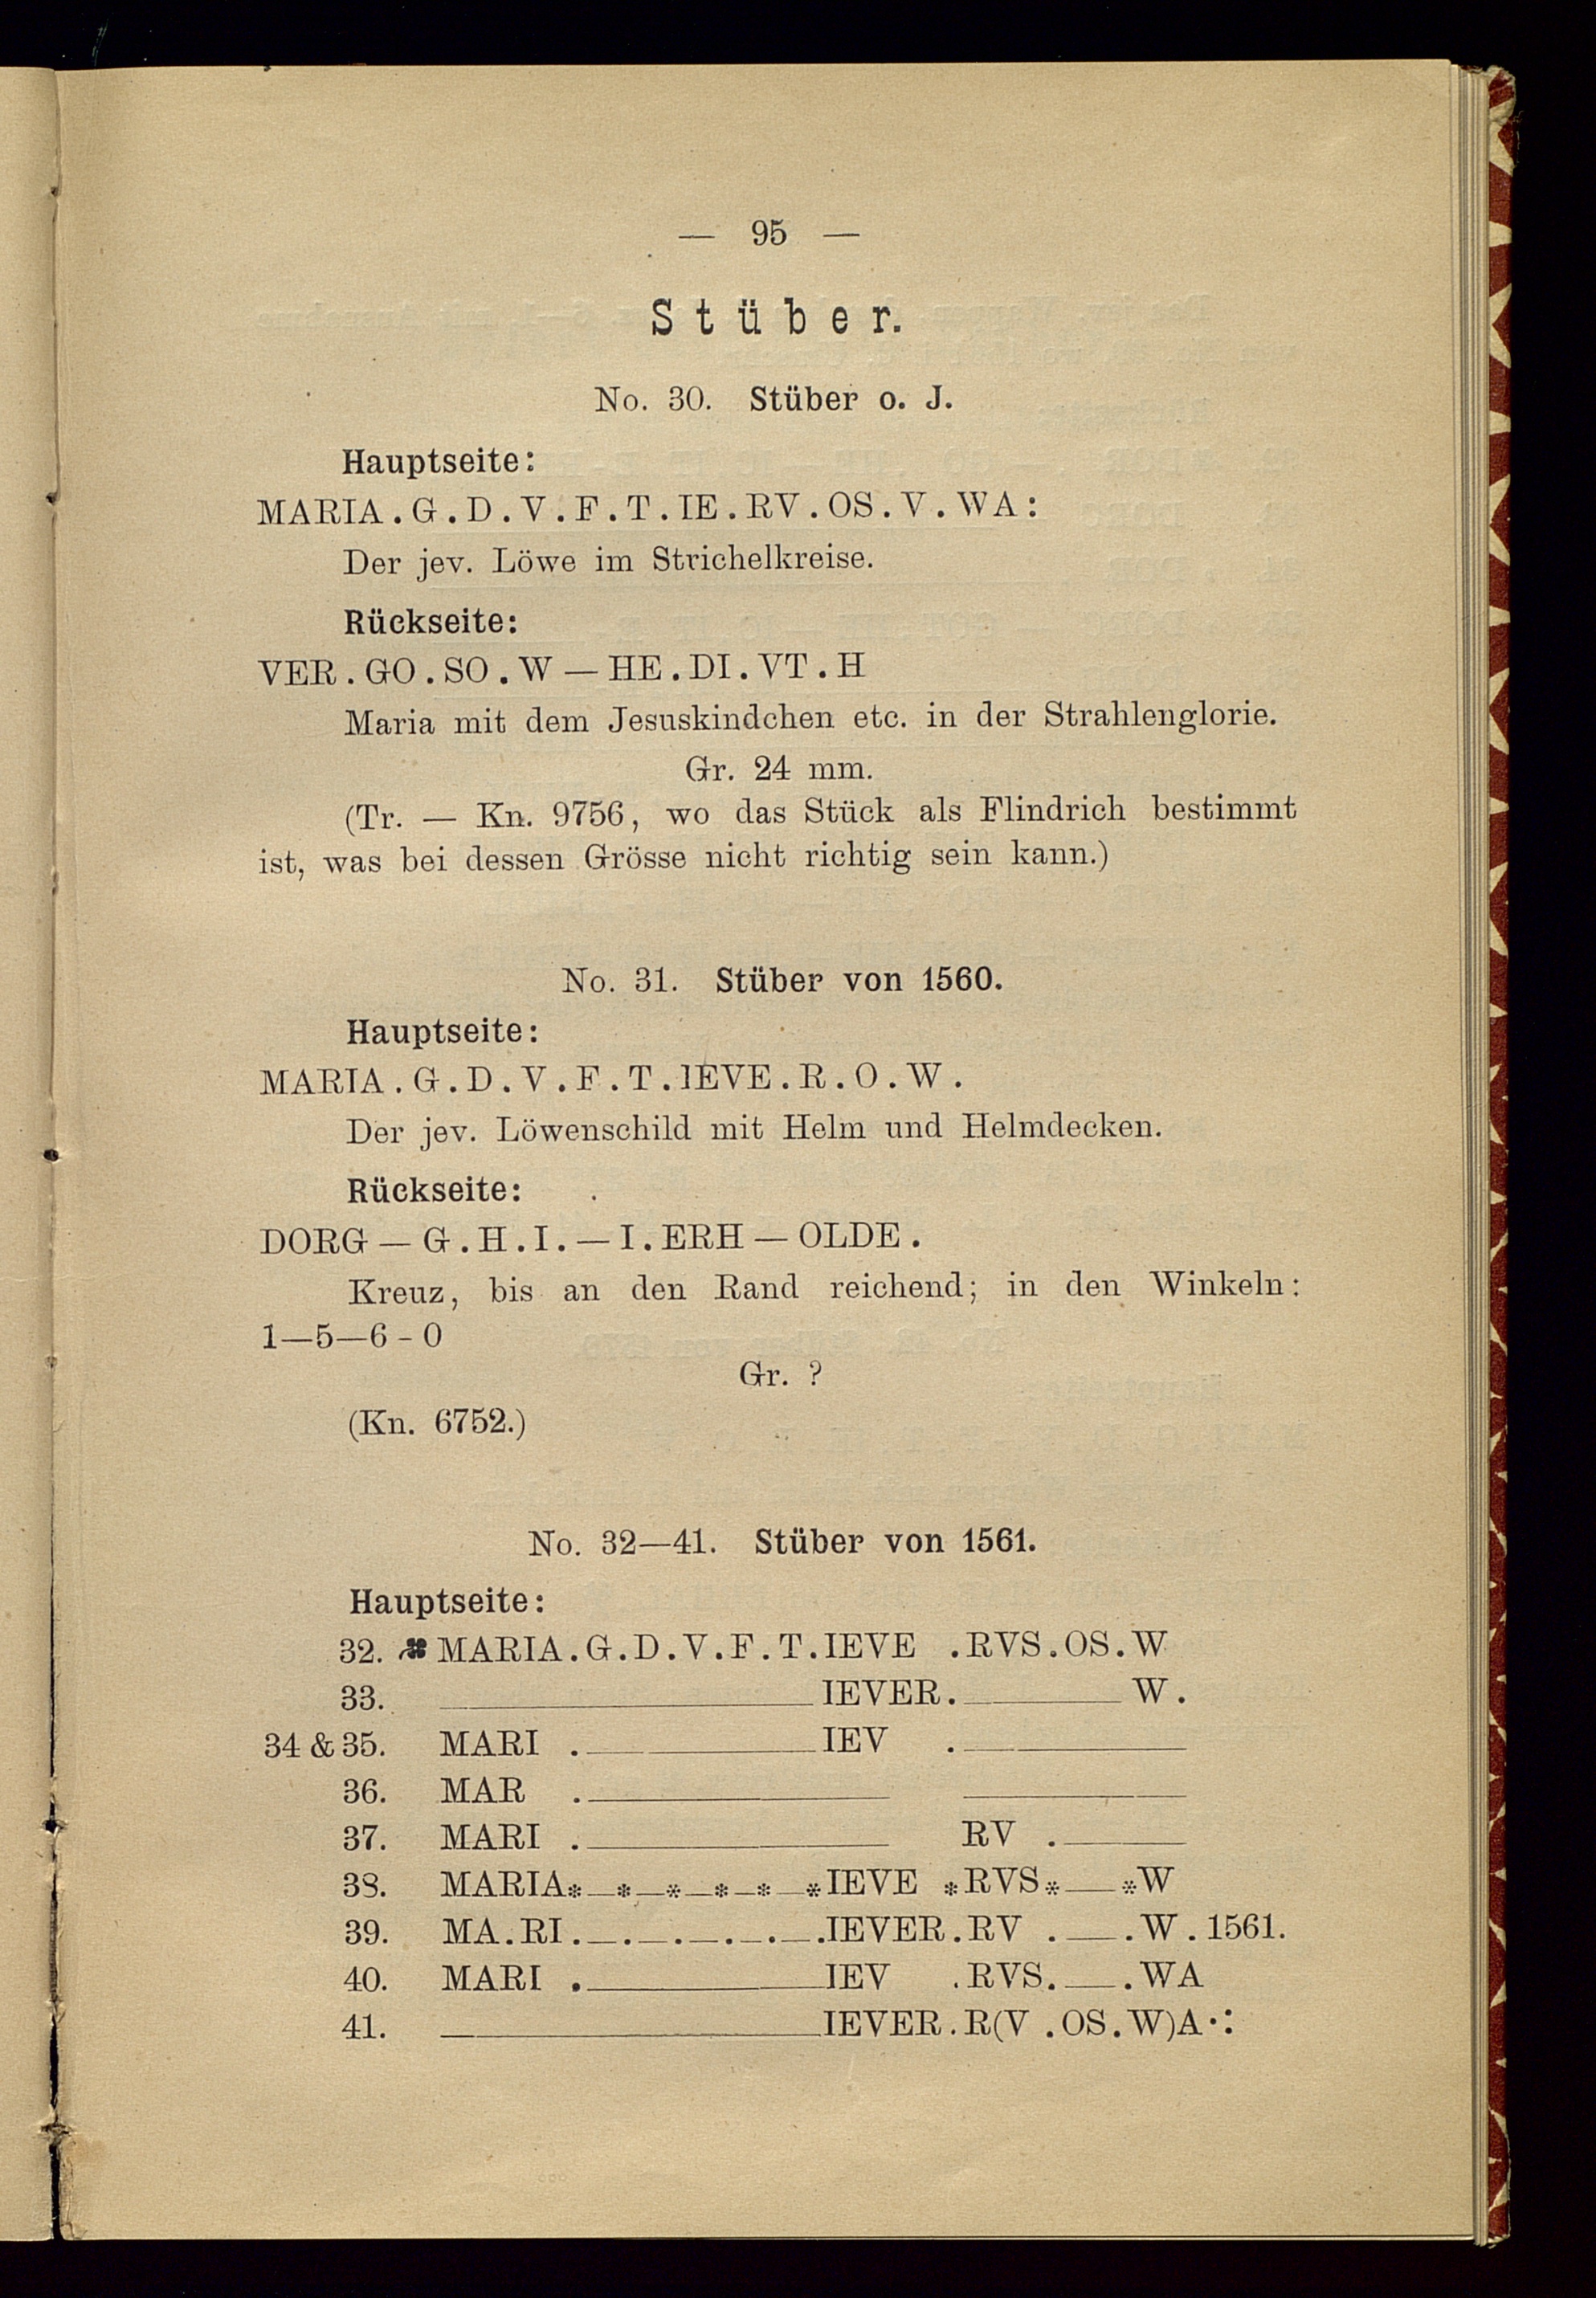 — 95 —
Stüber.
No. 30. Stüber o. J.
Hauptseite:
MARIA.G.D.V.F.T.IE.RV.OS.V.WA:
Der jev. Löwe im Strichelkreise.
Rückseite:
VER.GO.SO.W — HE.DI.VT.H
Maria mit dem Jesuskindchen etc. in der Strahlenglorie.
Gr. 24 mm.
(Tr. — Kn. 9756, wo das Stück als Flindrich bestimmt
ist, was bei dessen Grösse nicht richtig sein kann.)
No. 31. Stüber von 1560.
Hauptseite:
MARIA.G.D.V.F.T.IEVE.R.O.W.
Der jev. Löwenschild mit Helm und Helmdecken.
Rückseite:
DORG — G.H.I. — I.ERH — OLDE.
Kreuz, bis an den Rand reichend; in den Winkeln:
1—5—6-0
Gr. ?
(Kn. 6752.)
No. 32—41. Stüber von 1561.
Hauptseite:
32. ✤ MARIA.G.D.V.F.T.IEVE .RVS.OS.W
33. ———————— IEVER. ———— W.
34 & 35. MARI . ———————— IEV . ————
36. MAR . ———————— ————
37. MARI . ———————— RV . ———
38. MARIA*—*—*—*—*—*IEVE *RVS*—*W
39. MA.RI.—.—.—.—.—.IEVER.RV .—.W.1561.
40. MARI . ———————— IEV .RVS.—.WA
41. ———————— IEVER.R(V .OS.W)A·: